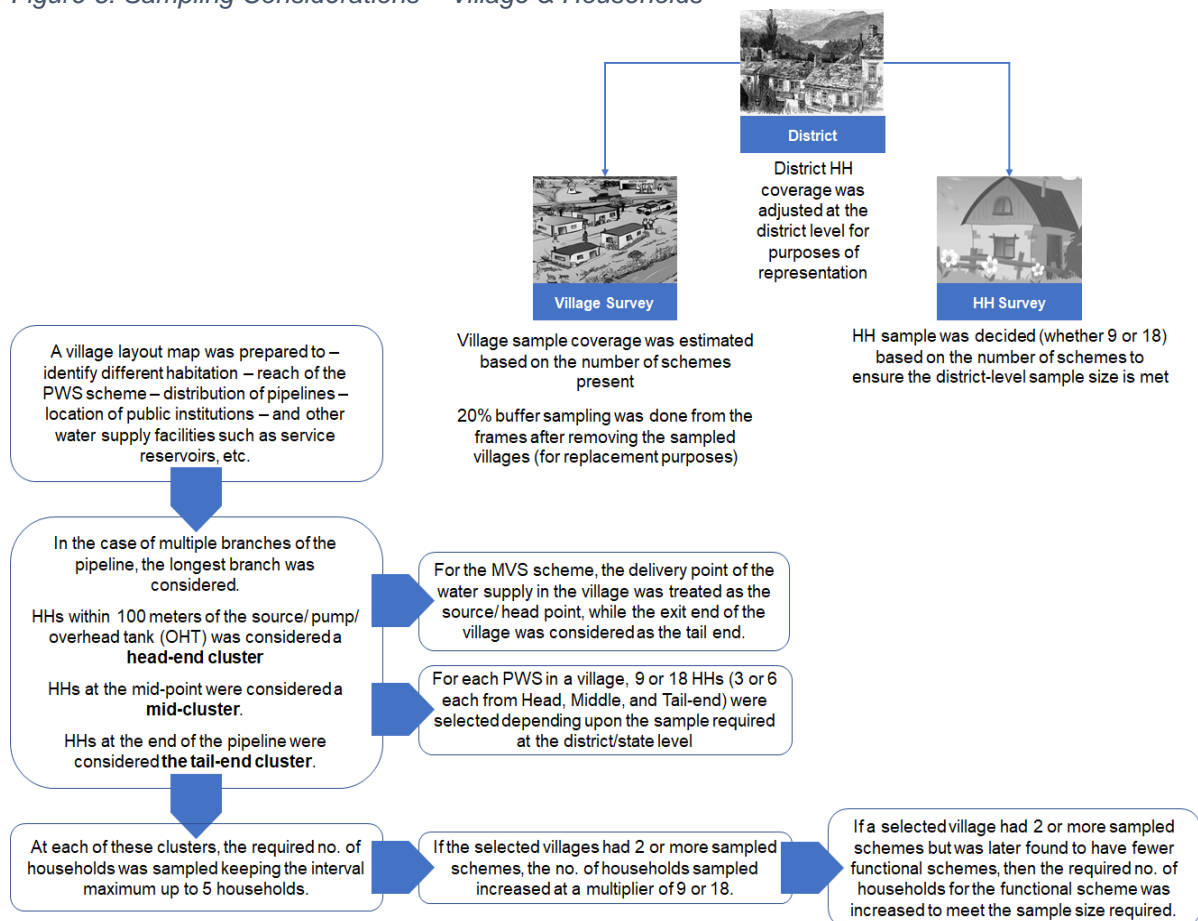 District
District HH
coverage was
adjusted at the
district level for
purposes of
representation
Village Survey
Village sample coverage was estimated
based on the number of schemes
present
20% buffer sampling was done from the
frames after removing the sampled
villages (for replacement purposes)
HH Survey
HH sample was decided (whether 9 or 18)
based on the number of schemes to
ensure the district-level sample size is met
A village layout map was prepared to –
identify different habitation – reach of the
PWS scheme – distribution of pipelines –
location of public institutions – and other
water supply facilities such as service
reservoirs, etc.
In the case of multiple branches of the
pipeline, the longest branch was
considered.
HHs within 100 meters of the source/ pump/
overhead tank (OHT) was considered a
head-end cluster
HHs at the mid-point were considered a
mid-cluster.
HHs at the end of the pipeline were
considered the tail-end cluster.
For the MVS scheme, the delivery point of the
water supply in the village was treated as the
source/ head point, while the exit end of the
village was considered as the tail end.
For each PWS in a village, 9 or 18 HHs (3 or 6
each from Head, Middle, and Tail-end) were
selected depending upon the sample required
at the district/state level
At each of these clusters, the required no. of
households was sampled keeping the interval
maximum up to 5 households.
If the selected villages had 2 or more sampled
schemes, the no. of households sampled
increased at a multiplier of 9 or 18.
If a selected village had 2 or more sampled
schemes but was later found to have fewer
functional schemes, then the required no. of
households for the functional scheme was
increased to meet the sample size required.